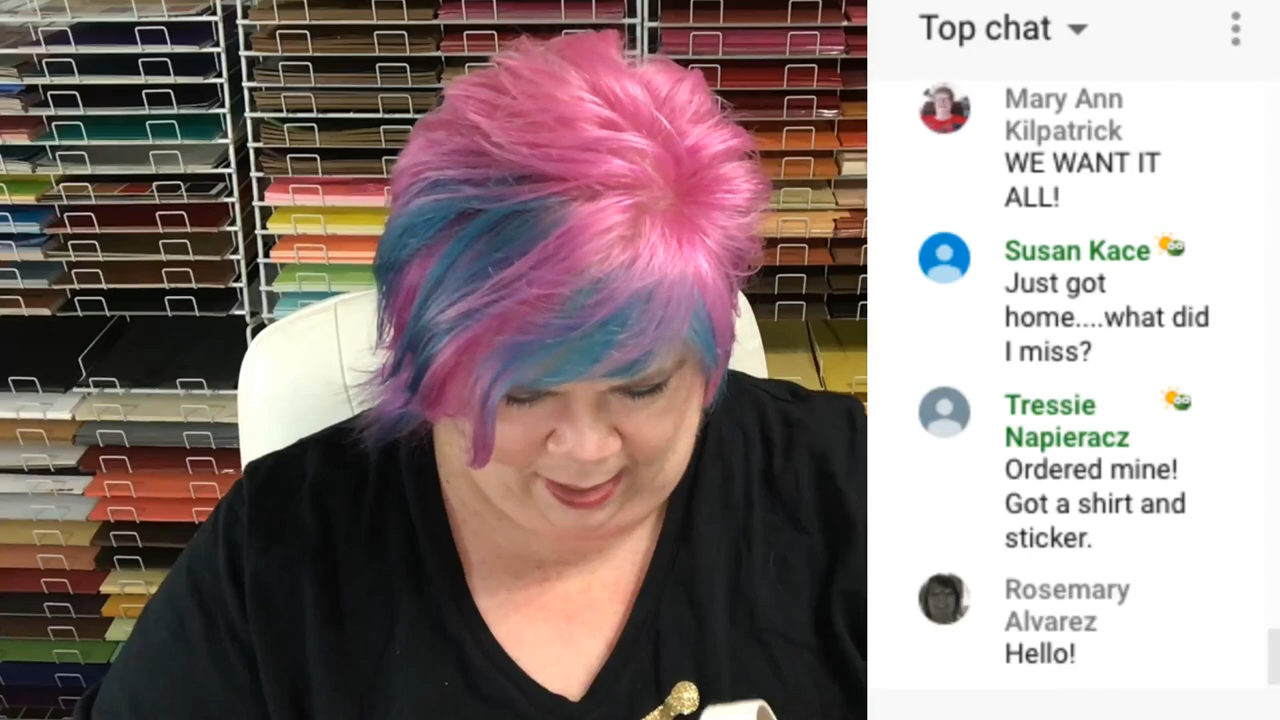 Top chat
Mary Ann
Kilpatrick
WE WANT IT
ALL!
Susan Kace
Just got
home....what did
I miss?
Tressie
Napieracz
Ordered mine!
Got a shirt and
sticker.
Rosemary
Alvarez
Hello!